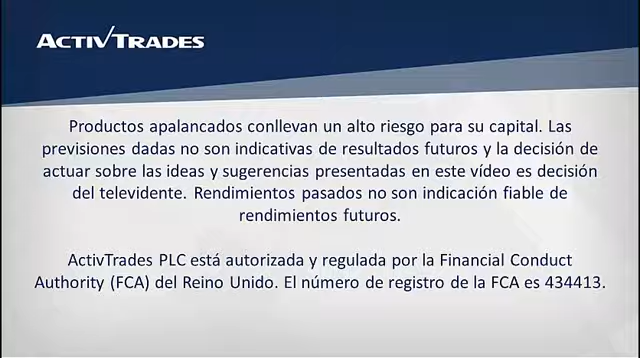 ACTIVTRADES
Productos apalancados conllevan un alto riesgo para su capital. Las
previsiones dadas no son indicativas de resultados futuros y la decisión de
actuar sobre las ideas y sugerencias presentadas en este vídeo es decisión
del televidente. Rendimientos pasados no son indicación fiable de
rendimientos futuros.
ActivTrades PLC está autorizada y regulada por la Financial Conduct
Authority (FCA) del Reino Unido. El número de registro de la FCA es 434413.